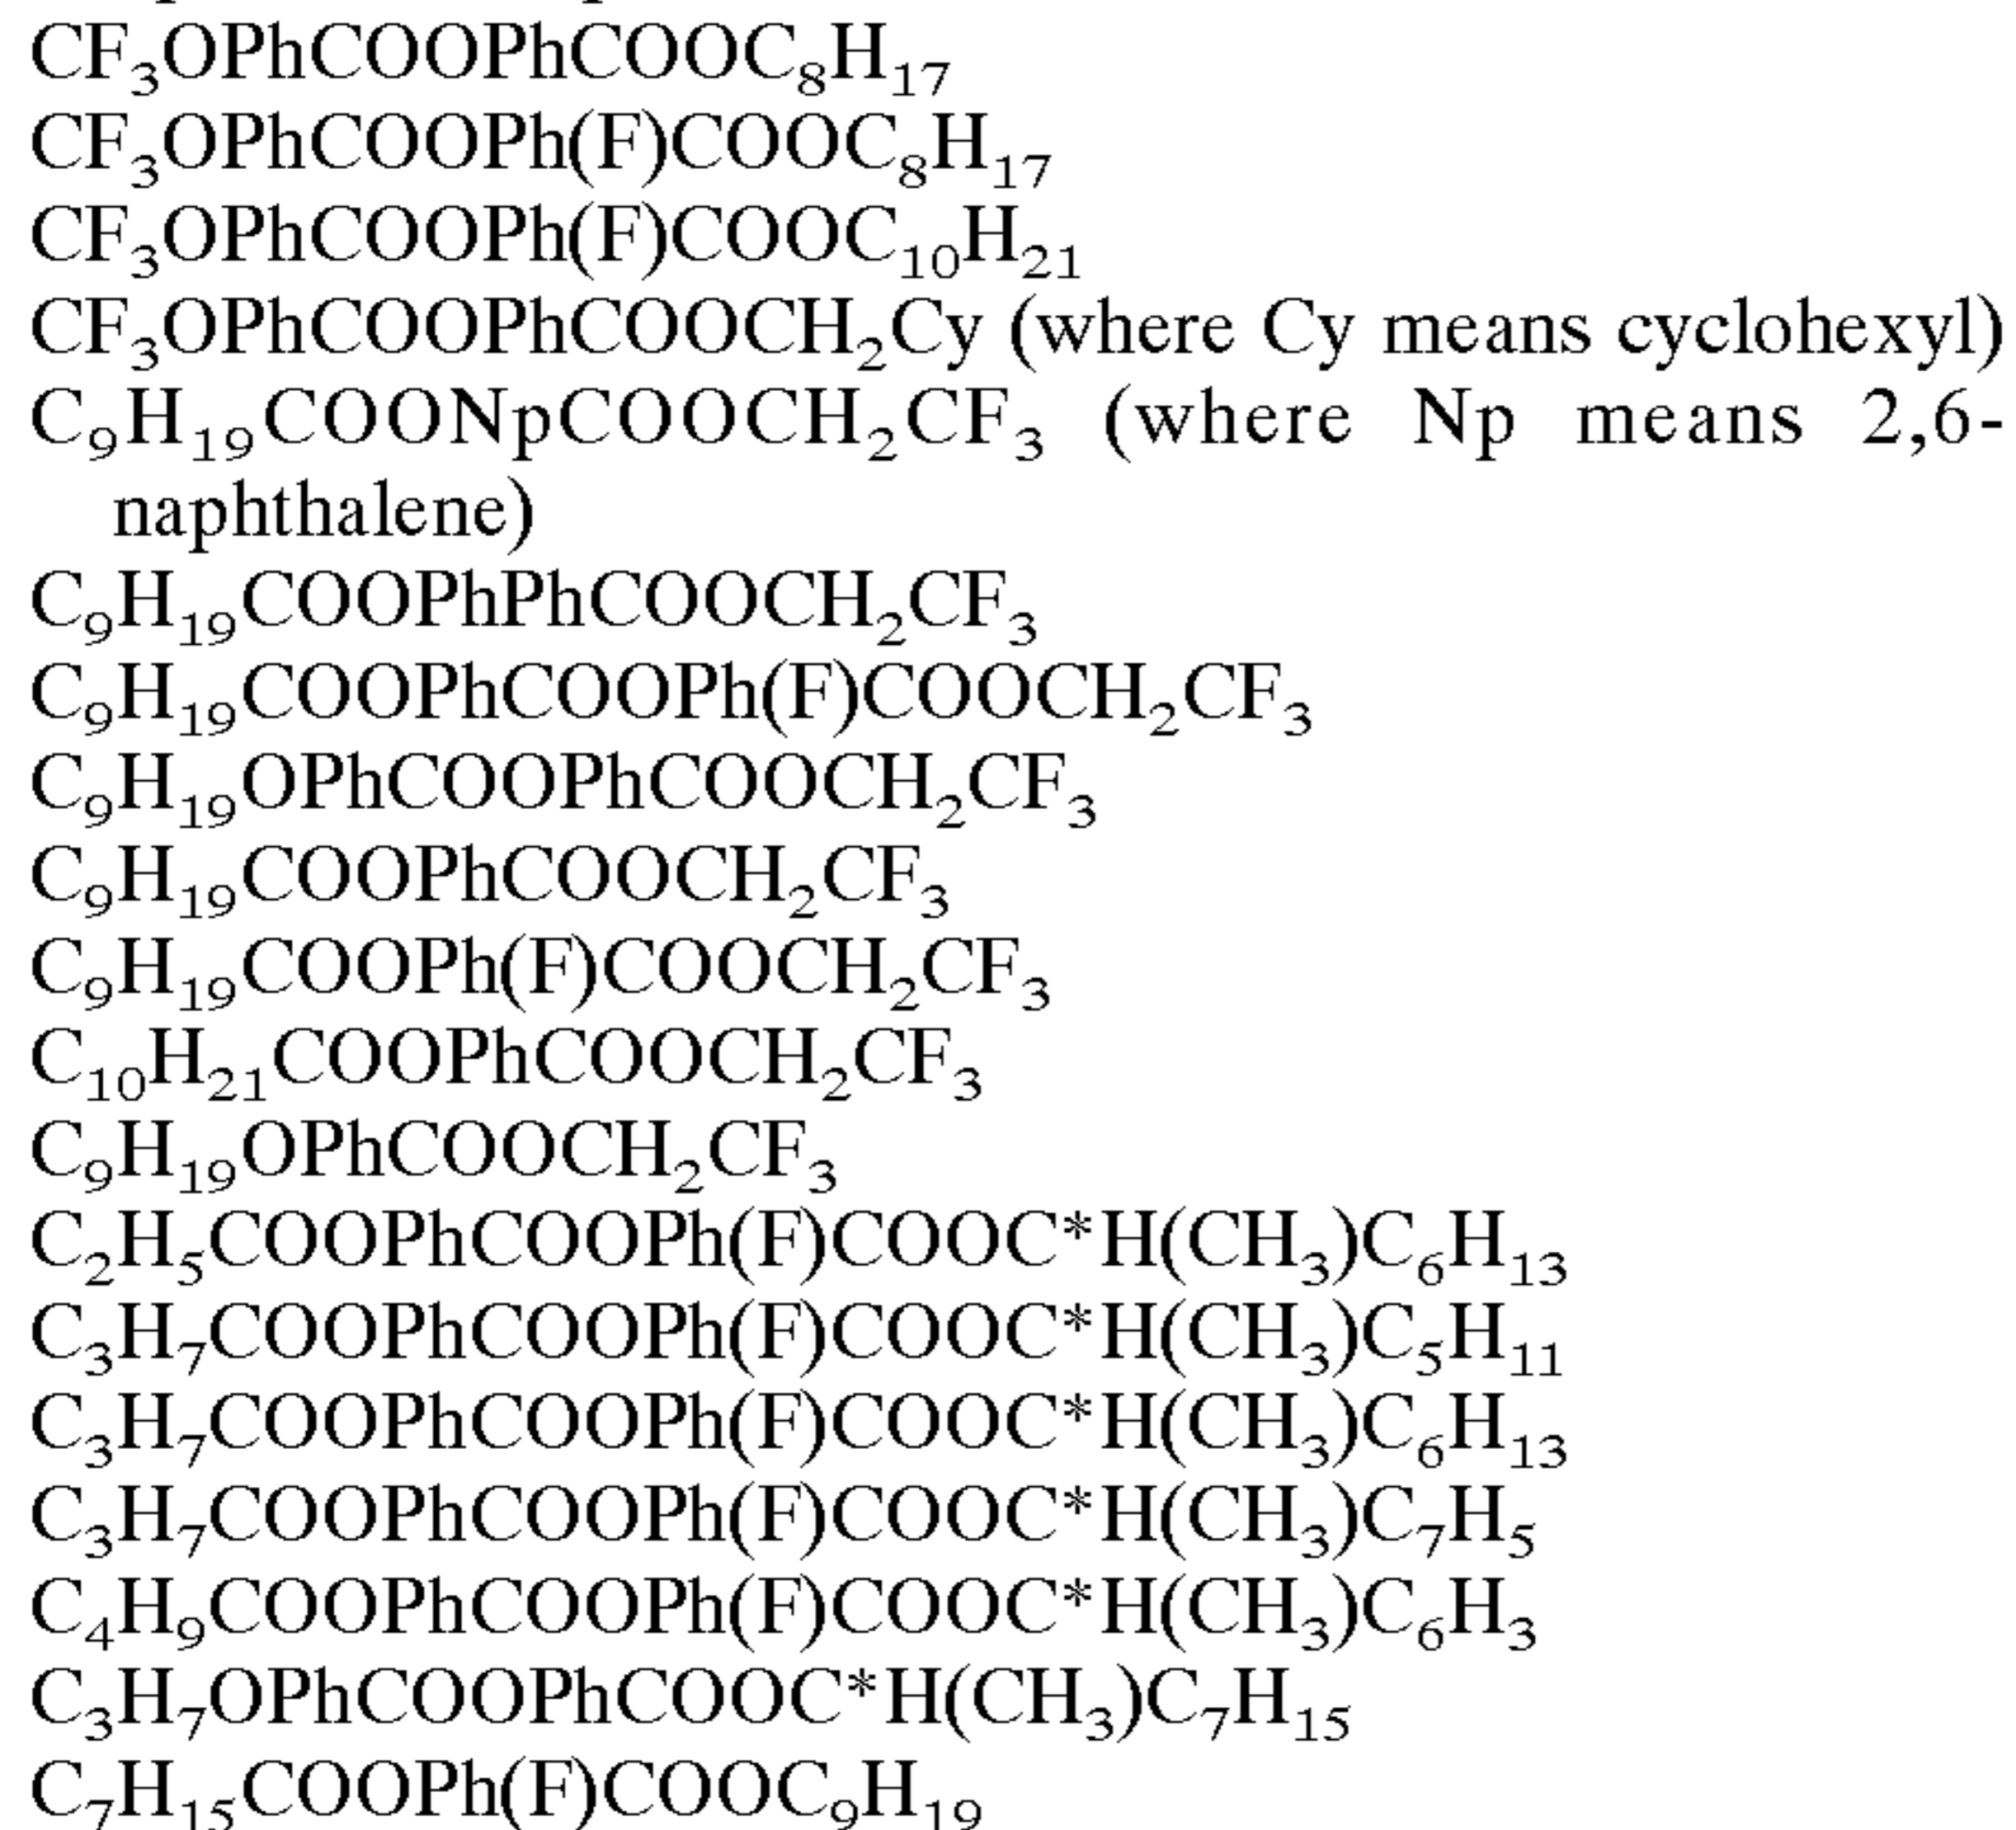 CF₃OPhCOOPhCOOC₈H₁₇
CF₃OPhCOOPh(F)COOC₈H₁₇
CF₃OPhCOOPh(F)COOC₁₀H₂₁
CF₃OPhCOOPhCOOCH₂Cy (where Cy means cyclohexyl)
C₉H₁₉COONpCOOCH₂CF₃ (where Np means 2,6-
naphthalene)
C₉H₁₉COOPhPhCOOCH₂CF₃
C₉H₁₉COOPhCOOPh(F)COOCH₂CF₃
C₉H₁₉OPhCOOPhCOOCH₂CF₃
C₉H₁₉COOPhCOOCH₂CF₃
C₉H₁₉COOPh(F)COOCH₂CF₃
C₁₀H₂₁COOPhCOOCH₂CF₃
C₉H₁₉OPhCOOCH₂CF₃
C₂H₅COOPhCOOPh(F)COOC*H(CH₃)C₆H₁₃
C₃H₇COOPhCOOPh(F)COOC*H(CH₃)C₅H₁₁
C₃H₇COOPhCOOPh(F)COOC*H(CH₃)C₆H₁₃
C₃H₇COOPhCOOPh(F)COOC*H(CH₃)C₇H₅
C₄H₉COOPhCOOPh(F)COOC*H(CH₃)C₆H₃
C₃H₇OPhCOOPhCOOC*H(CH₃)C₇H₁₅
C₇H₁₅COOPh(F)COOC₉H₁₉